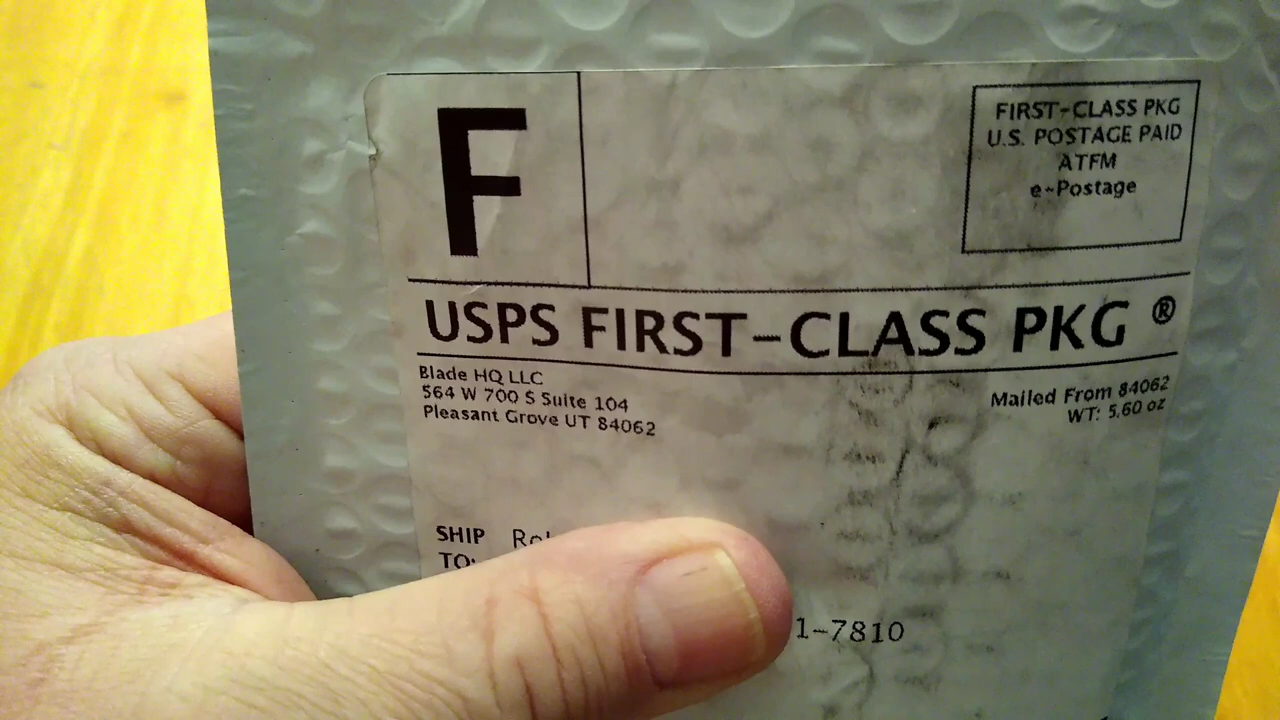 F
FIRST-CLASS PKG
U.S. POSTAGE PAID
ATFM
e-Postage
USPS FIRST-CLASS PKG ®
Blade HQ LLC
564 W 700 S Suite 104
Pleasant Grove UT 84062
Mailed From 84062
WT: 5.60 oz
SHIP
TO:
1-7810